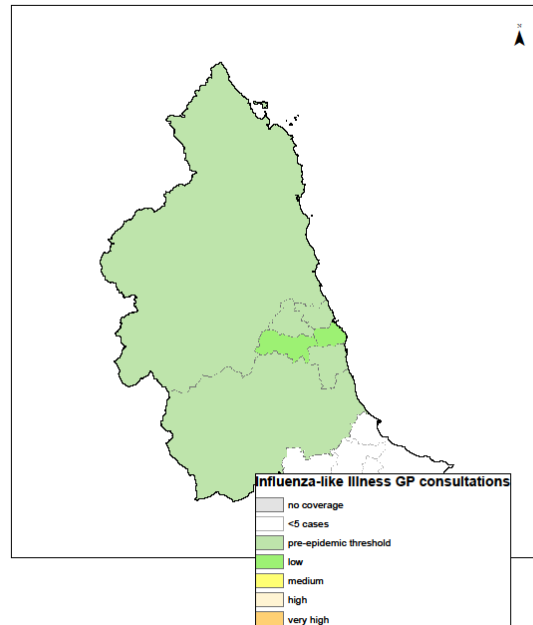 N
Influenza-like Illness GP consultations
no coverage
<5 cases
pre-epidemic threshold
low
medium
high
very high